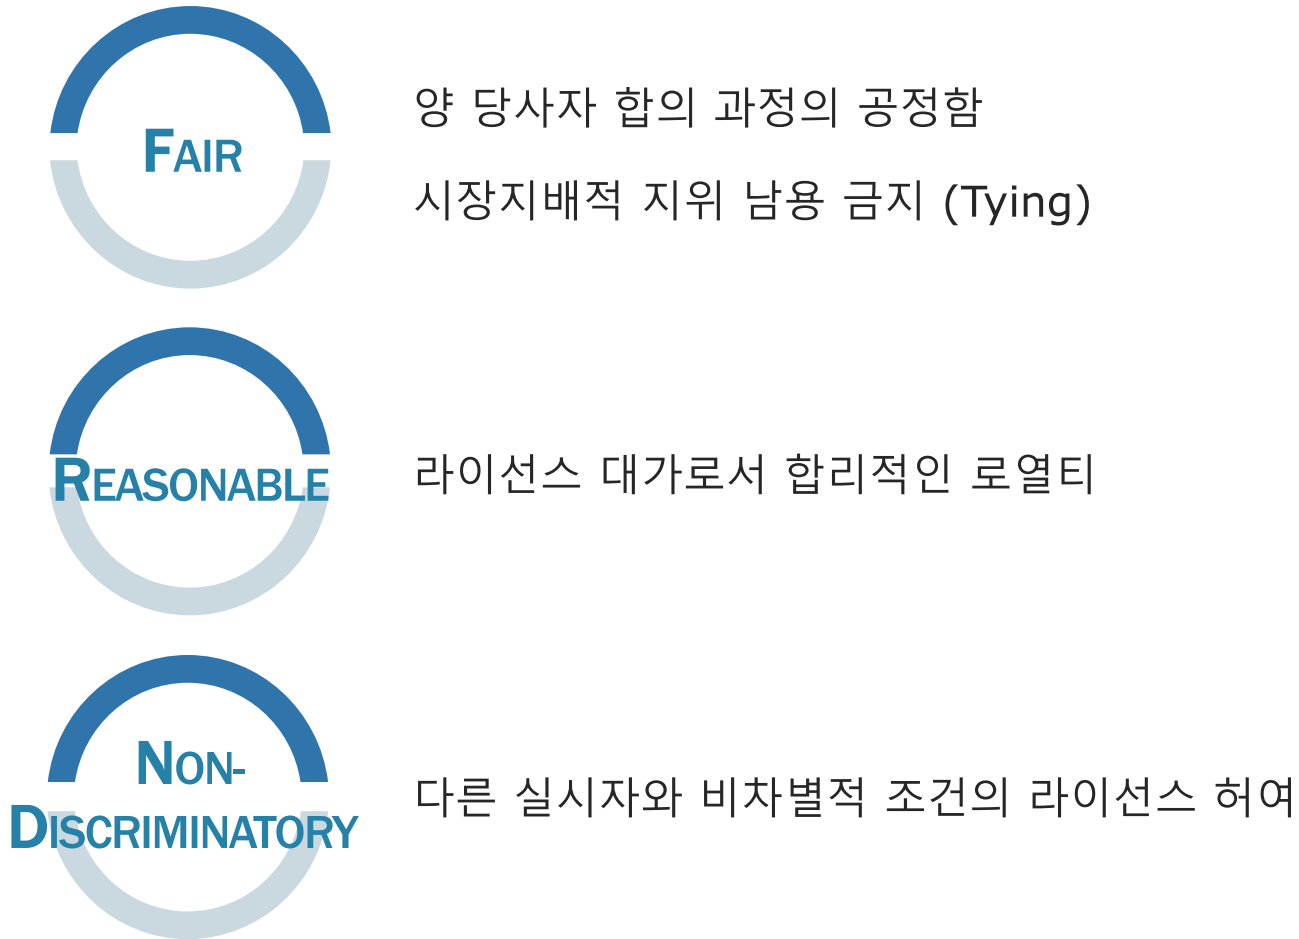 FAIR
양 당사자 합의 과정의 공정함
시장지배적 지위 남용 금지 (Tying)
REASONABLE
라이선스 대가로서 합리적인 로열티
NON-
DISCRIMINATORY
다른 실시자와 비차별적 조건의 라이선스 허여